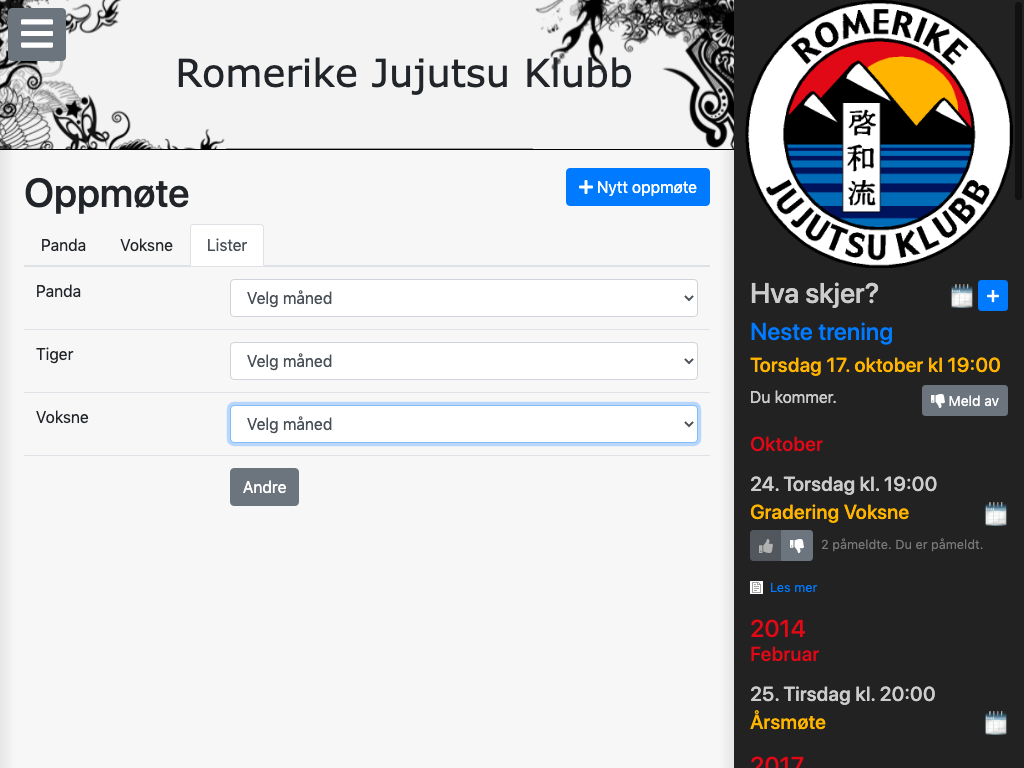 Romerike Jujutsu Klubb
Oppmøte
Nytt oppmøte
Panda
Voksne
Lister
Panda
Velg måned
Tiger
Velg måned
Voksne
Velg måned
Andre
ROMERIKE
啓和流
JUJUTSU KLUBB
Hva skjer?
Neste trening
Torsdag 17. oktober kl 19:00
Du kommer.
Meld av
Oktober
24. Torsdag kl. 19:00
Gradering Voksne
2 påmeldte. Du er påmeldt.
Les mer
2014
Februar
25. Tirsdag kl. 20:00
Årsmøte
2017